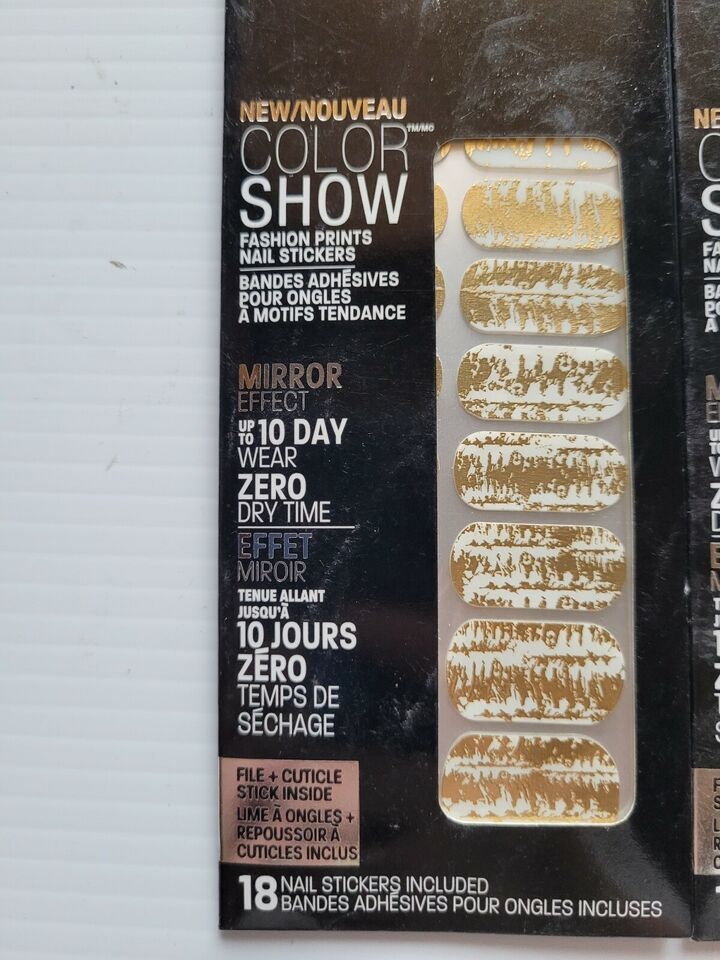 NEW/NOUVEAU
COLOR TM/MC
SHOW
FASHION PRINTS
NAIL STICKERS
BANDES ADHÉSIVES
POUR ONGLES
À MOTIFS TENDANCE
MIRROR
EFFECT
UP TO 10 DAY
WEAR
ZERO
DRY TIME
EFFET
MIROIR
TENUE ALLANT
JUSQU'À
10 JOURS
ZÉRO
TEMPS DE
SÉCHAGE
FILE + CUTICLE
STICK INSIDE
LIME À ONGLES +
REPOUSSOIR À
CUTICLES INCLUS
18 NAIL STICKERS INCLUDED
BANDES ADHÉSIVES POUR ONGLES INCLUSES